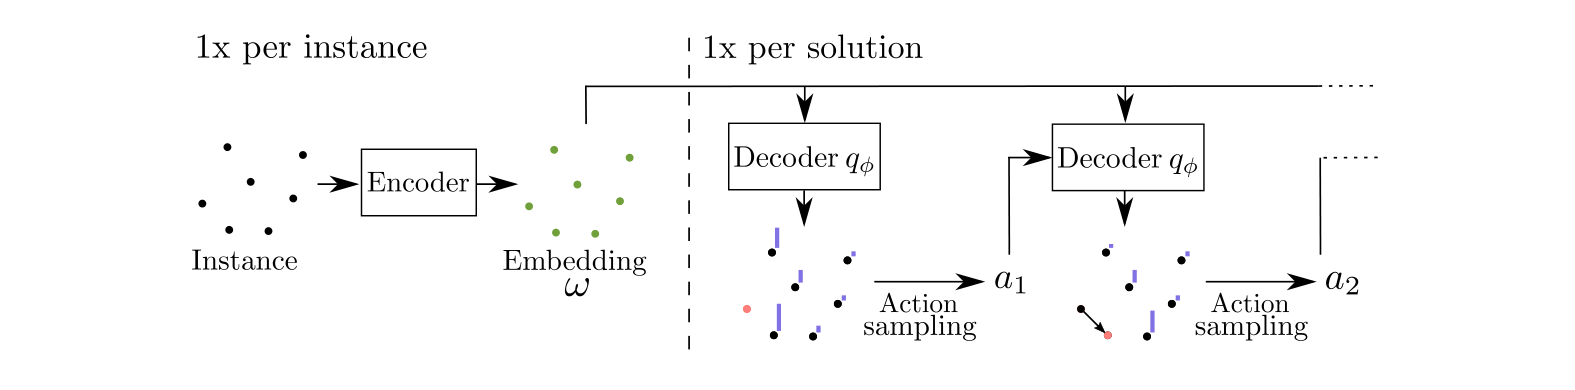 1x per instance
1x per solution
Encoder
Instance
Embedding
ω
Decoder qϕ
Action
sampling
a1
Decoder qϕ
Action
sampling
a2